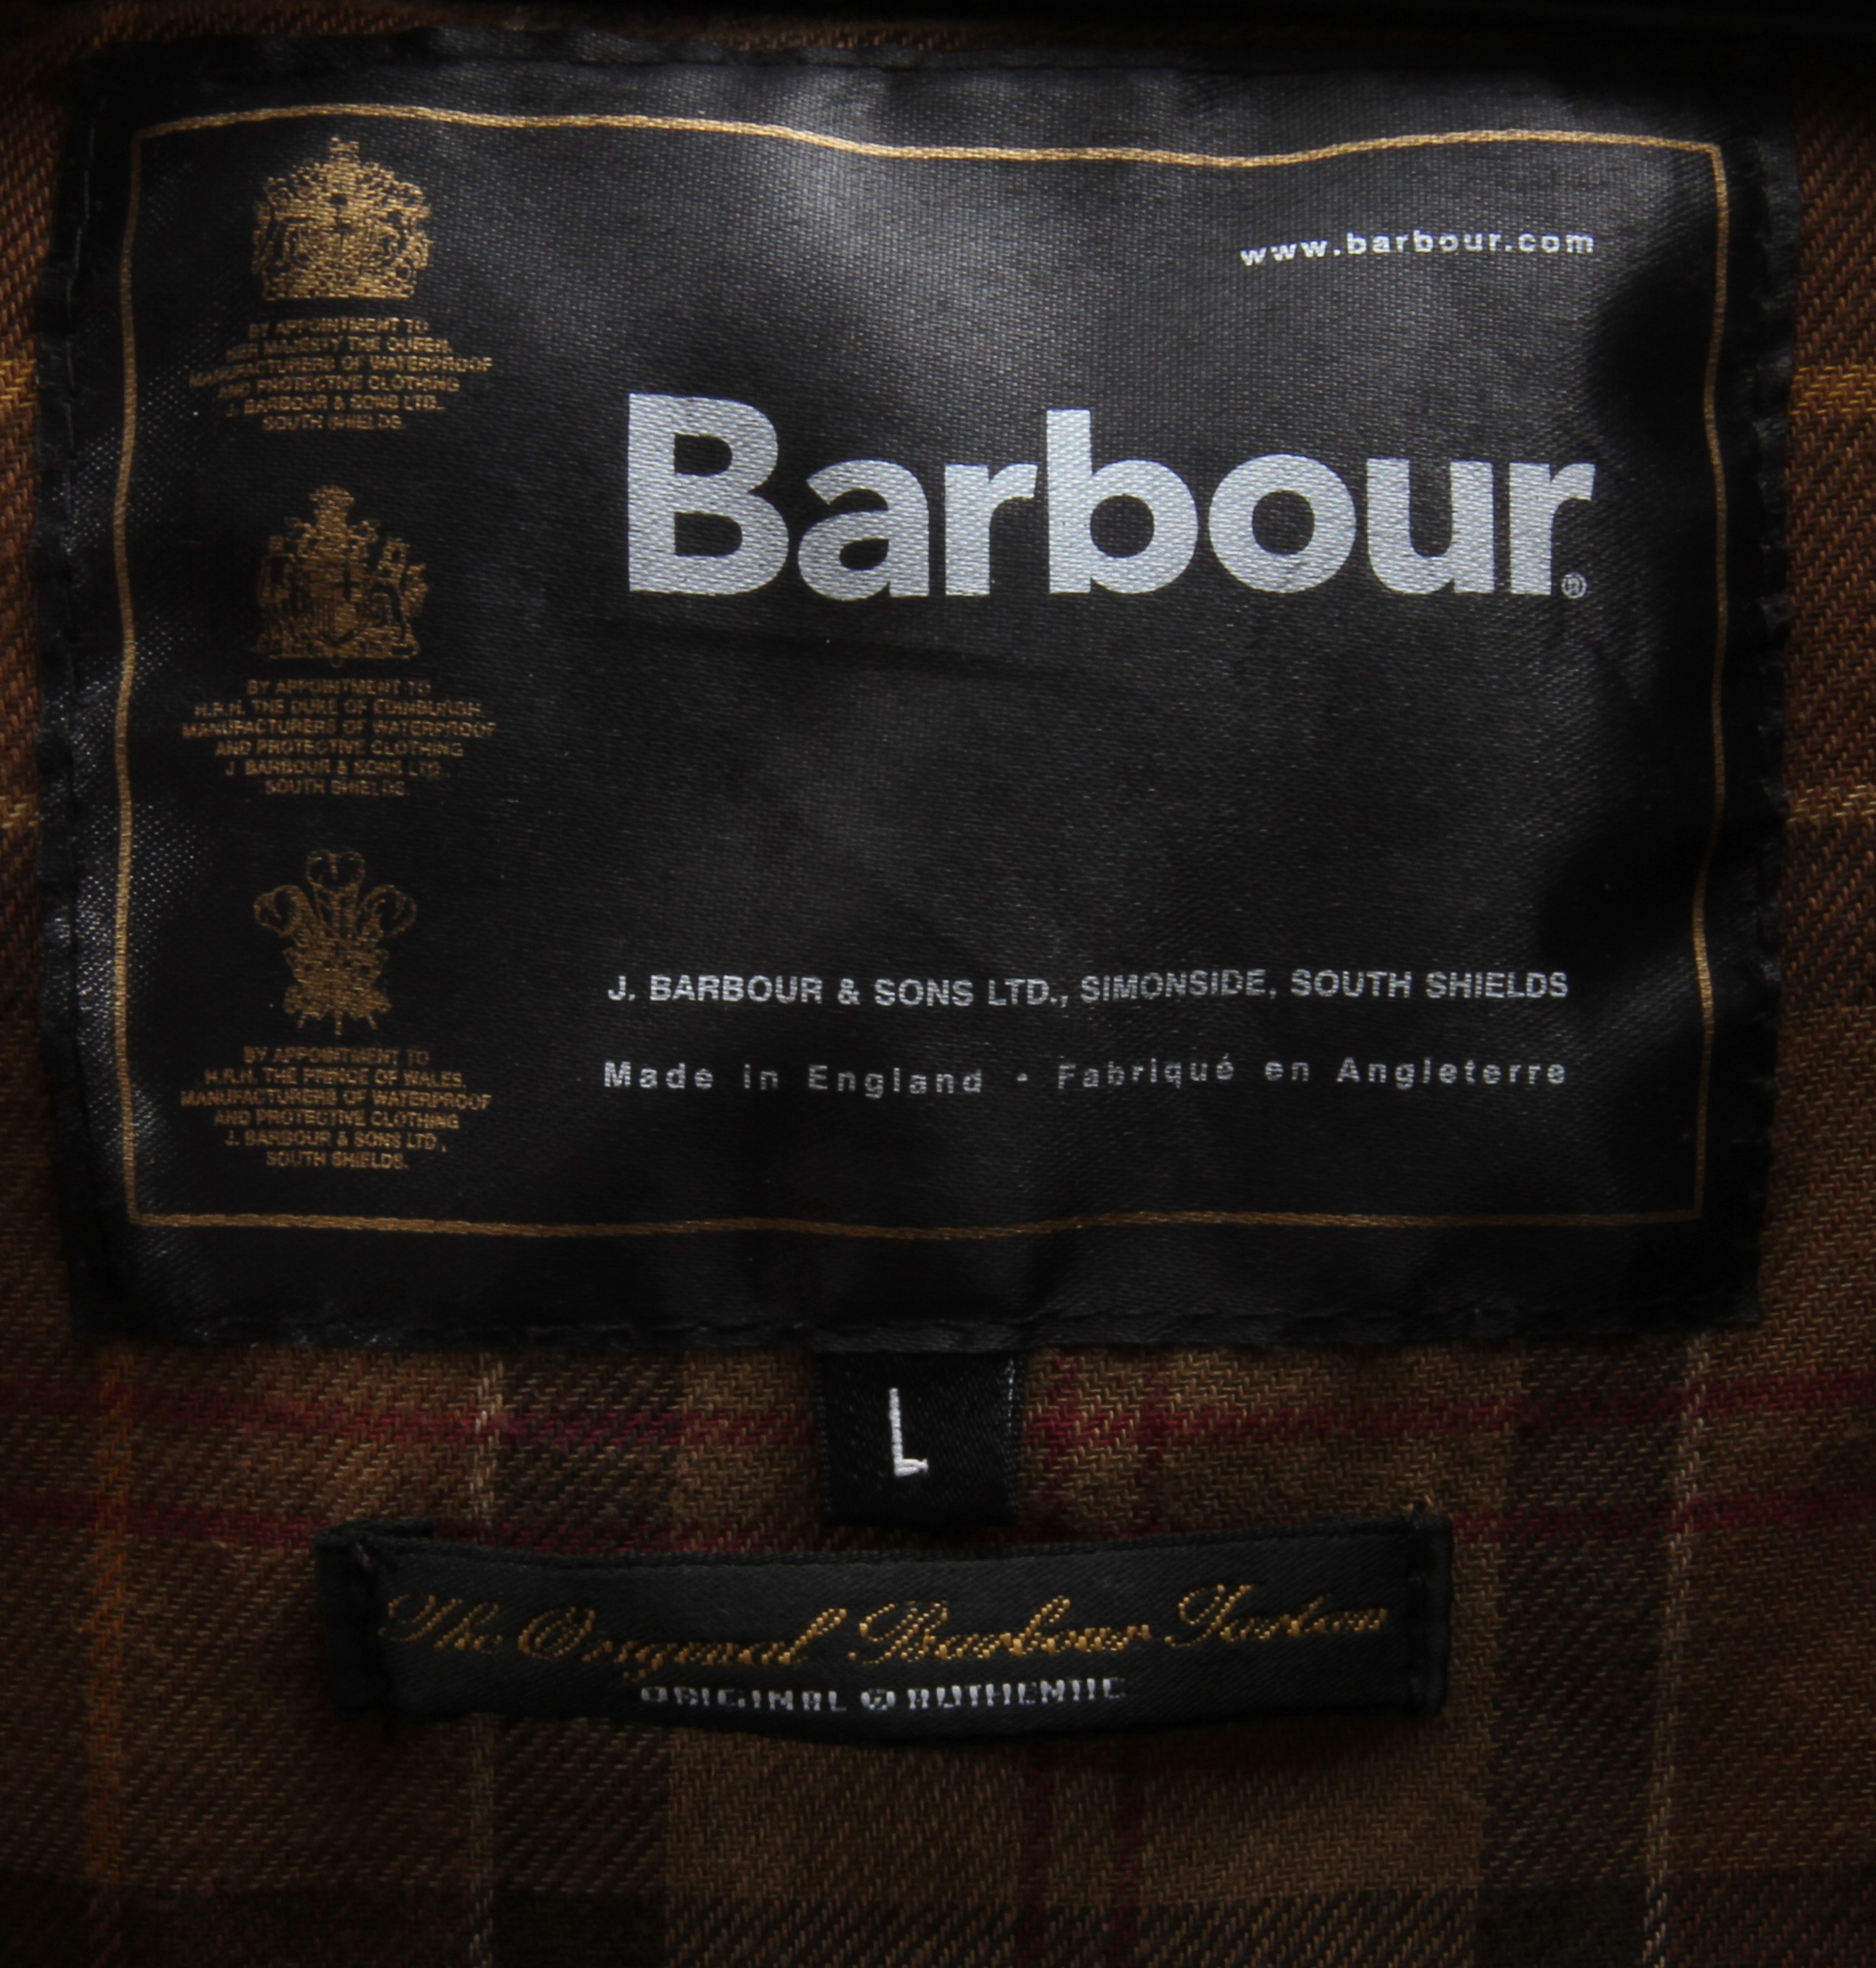 www.barbour.com
BY APPOINTMENT TO
HER MAJESTY THE QUEEN,
MANUFACTURERS OF WATERPROOF
AND PROTECTIVE CLOTHING
J. BARBOUR & SONS LTD.,
SOUTH SHIELDS.
Barbour®
BY APPOINTMENT TO
H.R.H. THE DUKE OF EDINBURGH,
MANUFACTURERS OF WATERPROOF
AND PROTECTIVE CLOTHING
J. BARBOUR & SONS LTD.,
SOUTH SHIELDS.
BY APPOINTMENT TO
H.R.H. THE PRINCE OF WALES,
MANUFACTURERS OF WATERPROOF
AND PROTECTIVE CLOTHING
J. BARBOUR & SONS LTD.,
SOUTH SHIELDS.
J. BARBOUR & SONS LTD., SIMONSIDE, SOUTH SHIELDS
Made in England - Fabriqué en Angleterre
L
The Original Barbour Tartan
ORIGINAL & AUTHENTIC